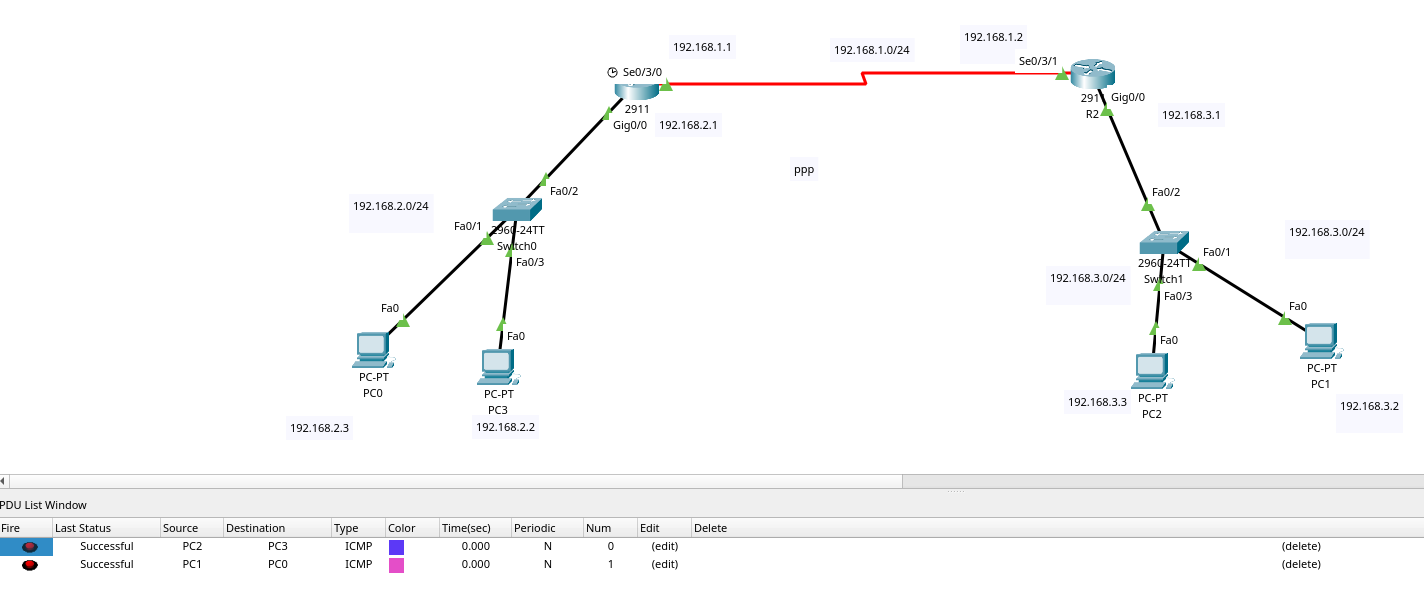 192.168.1.1
192.168.1.0/24
192.168.1.2
Se0/3/0
Se0/3/1
2911
Gig0/0
192.168.2.1
2911
R2
Gig0/0
192.168.3.1
ppp
Fa0/2
192.168.2.0/24
Fa0/1
2960-24TT
Switch0
Fa0/3
Fa0/2
192.168.3.0/24
Fa0/1
2960-24TT
Switch1
192.168.3.0/24
Fa0/3
Fa0
PC-PT
PC0
192.168.2.3
Fa0
PC-PT
PC3
192.168.2.2
Fa0
PC-PT
PC2
192.168.3.3
Fa0
PC-PT
PC1
192.168.3.2
PDU List Window
Fire Last Status Source Destination Type Color Time(sec) Periodic Num Edit Delete
Successful PC2 PC3 ICMP 0.000 N 0 (edit) (delete)
Successful PC1 PC0 ICMP 0.000 N 1 (edit) (delete)